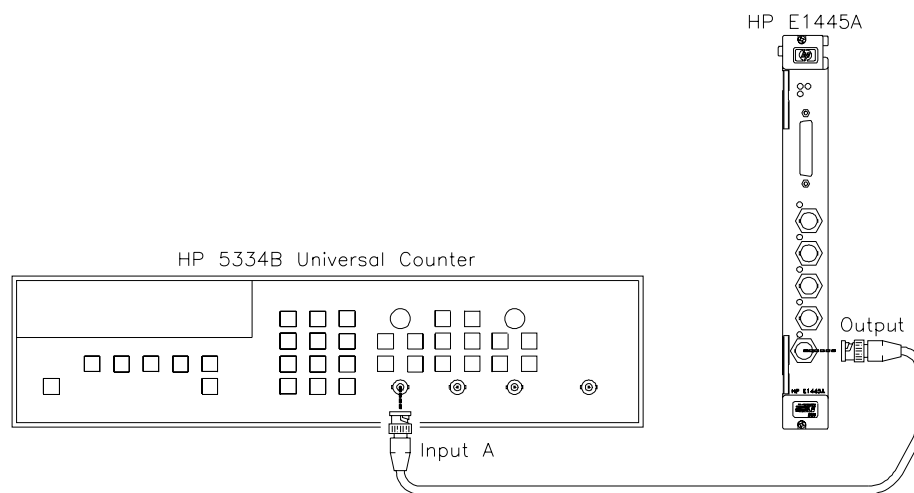 HP E1445A
HP 5334B Universal Counter
Output
HP E1445A
Input A